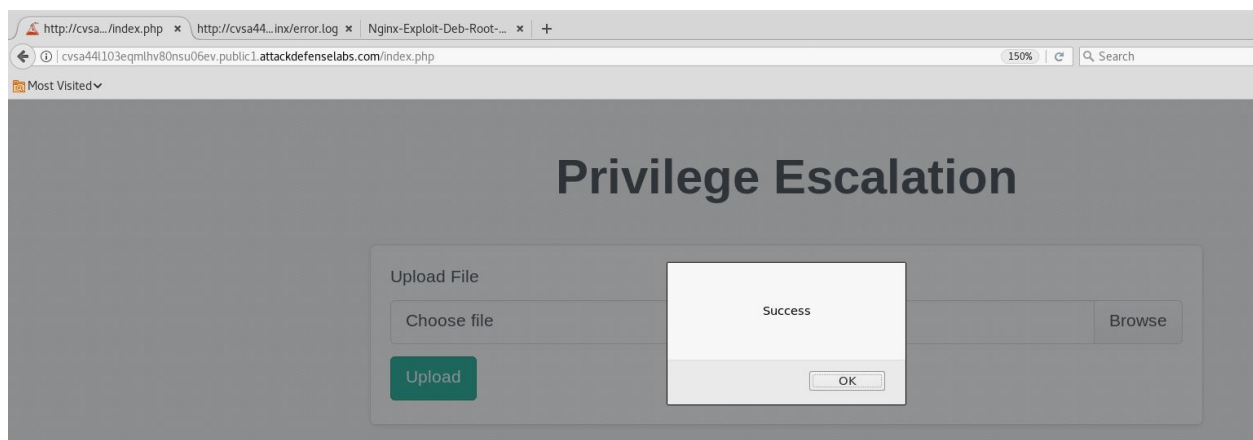 http://cvsa.../index.php × http://cvsa44...inx/error.log × Nginx-Exploit-Deb-Root-... × +
cvsa44l103eqmlhv80nsu06ev.public1.attackdefenselabs.com/index.php 150% Search
Most Visited
Privilege Escalation
Upload File
Choose file Browse
Success
OK
Upload